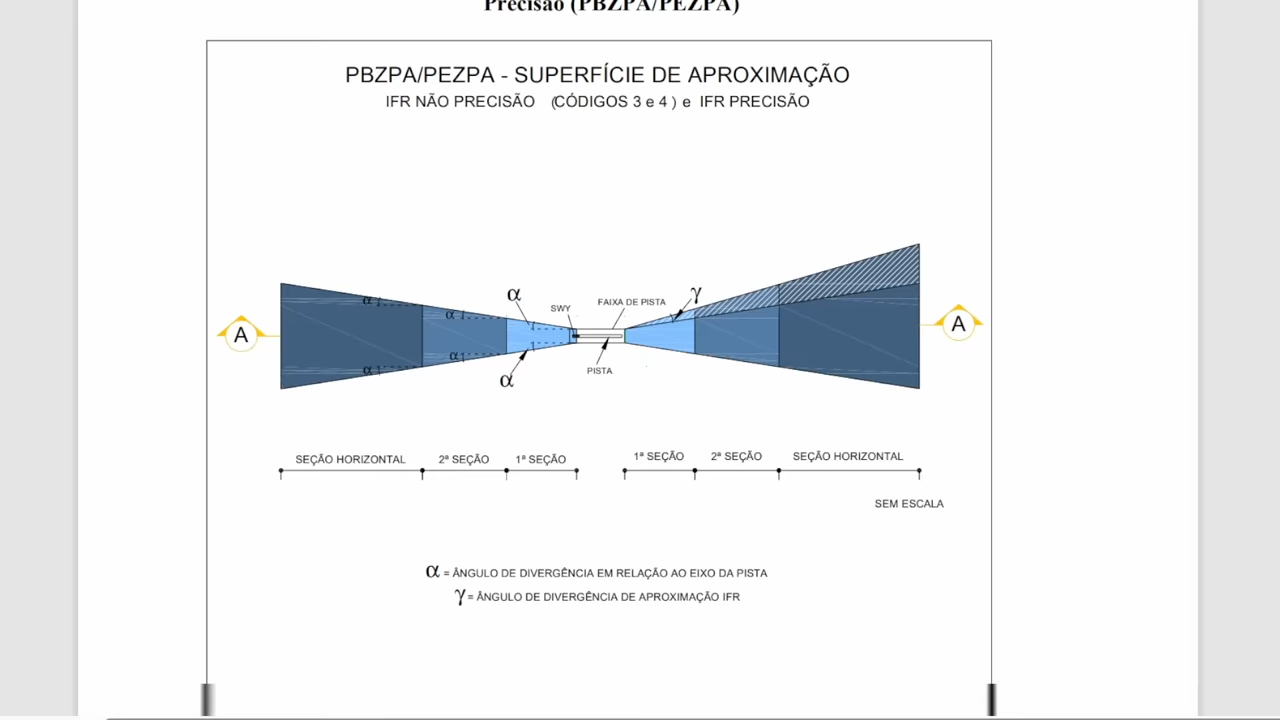 Precisão (PBZPA/PEZPA)
PBZPA/PEZPA - SUPERFÍCIE DE APROXIMAÇÃO
IFR NÃO PRECISÃO (CÓDIGOS 3 e 4 ) e IFR PRECISÃO
α
α
α
SWY
FAIXA DE PISTA
γ
A
A
α
α
α
PISTA
SEÇÃO HORIZONTAL
2ª SEÇÃO
1ª SEÇÃO
1ª SEÇÃO
2ª SEÇÃO
SEÇÃO HORIZONTAL
SEM ESCALA
α = ÂNGULO DE DIVERGÊNCIA EM RELAÇÃO AO EIXO DA PISTA
γ = ÂNGULO DE DIVERGÊNCIA DE APROXIMAÇÃO IFR